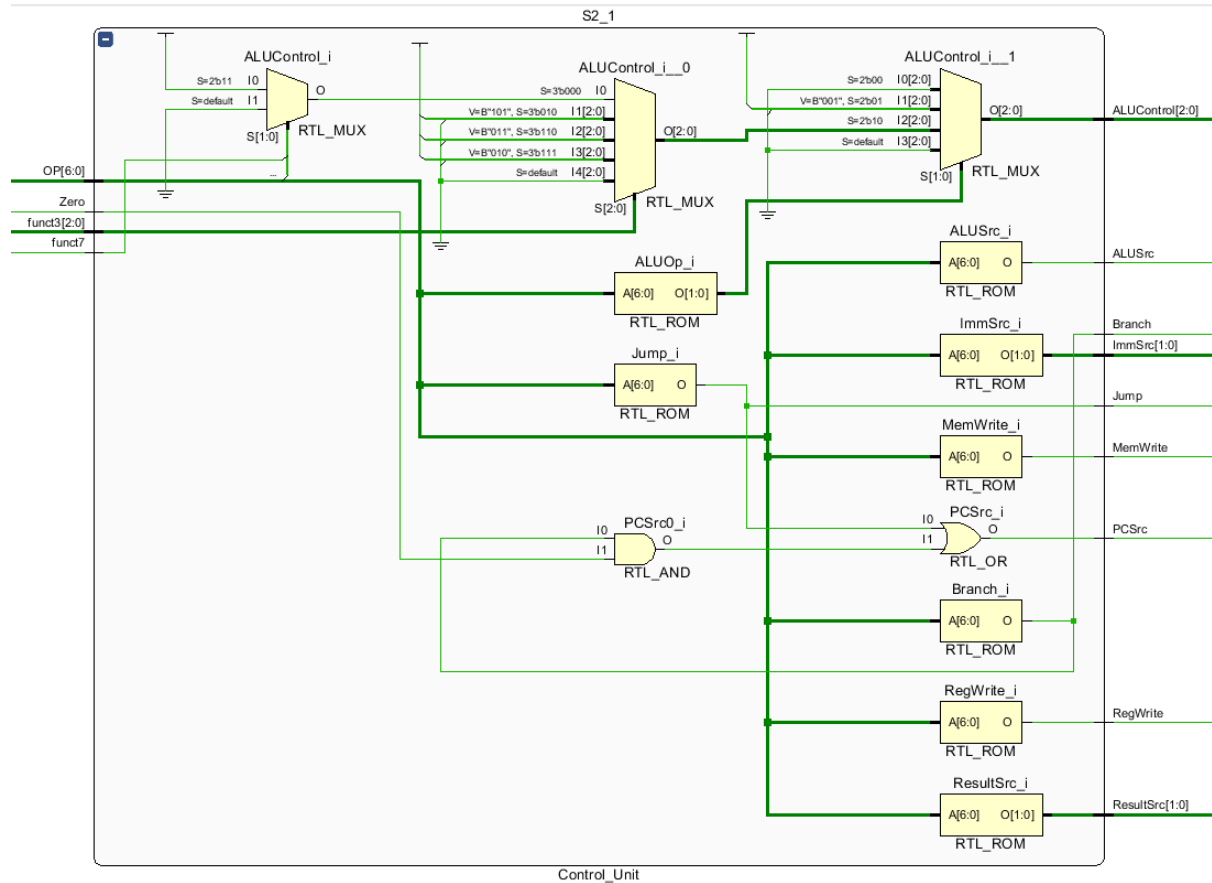 S2_1
ALUControl_i
S=2'b11 I0
S=default I1
O
S[1:0]
RTL_MUX
...
ALUControl_i__0
S=3'b000 I0
V=B"101", S=3'b010 I1[2:0]
V=B"011", S=3'b110 I2[2:0]
V=B"010", S=3'b111 I3[2:0]
S=default I4[2:0]
O[2:0]
S[2:0]
RTL_MUX
ALUControl_i__1
S=2'b00 I0[2:0]
V=B"001", S=2'b01 I1[2:0]
S=2'b10 I2[2:0]
S=default I3[2:0]
O[2:0]
S[1:0]
RTL_MUX
ALUControl[2:0]
OP[6:0]
Zero
funct3[2:0]
funct7
ALUOp_i
A[6:0] O[1:0]
RTL_ROM
Jump_i
A[6:0] O
RTL_ROM
ALUSrc_i
A[6:0] O
RTL_ROM
ALUSrc
ImmSrc_i
A[6:0] O[1:0]
RTL_ROM
Branch
ImmSrc[1:0]
Jump
MemWrite_i
A[6:0] O
RTL_ROM
MemWrite
PCSrc0_i
I0
I1
O
RTL_AND
PCSrc_i
I0
I1
O
RTL_OR
PCSrc
Branch_i
A[6:0] O
RTL_ROM
RegWrite_i
A[6:0] O
RTL_ROM
RegWrite
ResultSrc_i
A[6:0] O[1:0]
RTL_ROM
ResultSrc[1:0]
Control_Unit